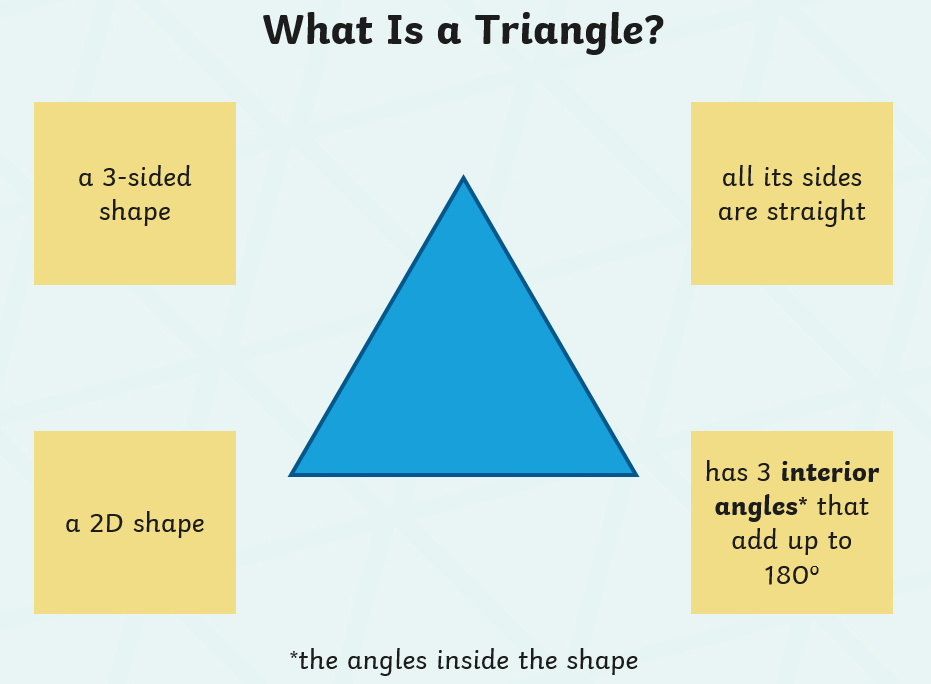 What Is a Triangle?
a 3-sided
shape
all its sides
are straight
a 2D shape
has 3 interior
angles* that
add up to
180º
*the angles inside the shape